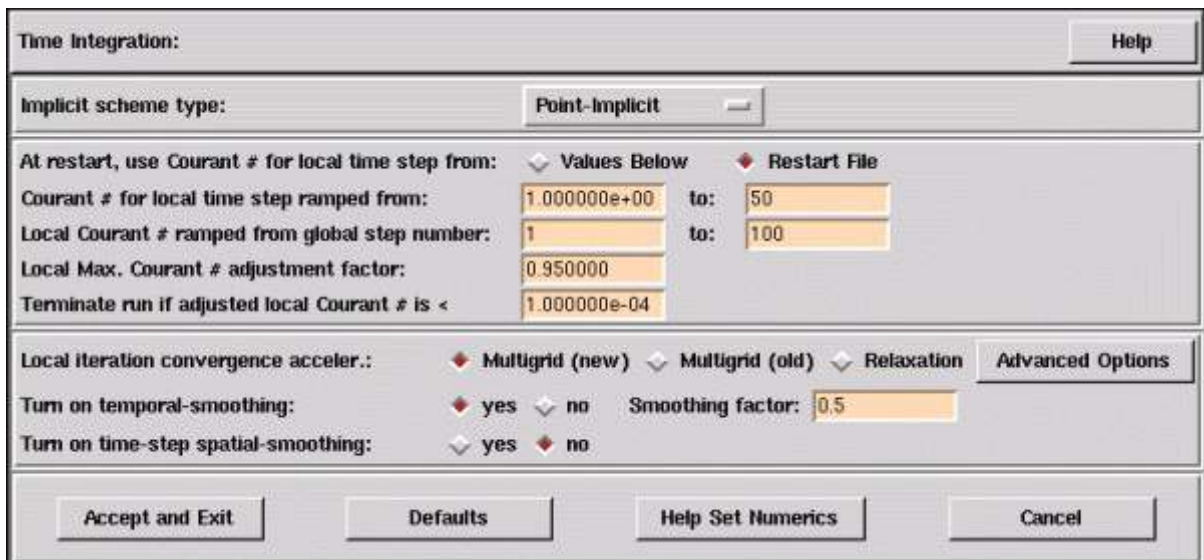 Time Integration: Help
Implicit scheme type: Point-Implicit
At restart, use Courant # for local time step from: Values Below Restart File
Courant # for local time step ramped from: 1.000000e+00 to: 50
Local Courant # ramped from global step number: 1 to: 100
Local Max. Courant # adjustment factor: 0.950000
Terminate run if adjusted local Courant # is < 1.000000e-04
Local iteration convergence acceler.: Multigrid (new) Multigrid (old) Relaxation Advanced Options
Turn on temporal-smoothing: yes no Smoothing factor: 0.5
Turn on time-step spatial-smoothing: yes no
Accept and Exit Defaults Help Set Numerics Cancel